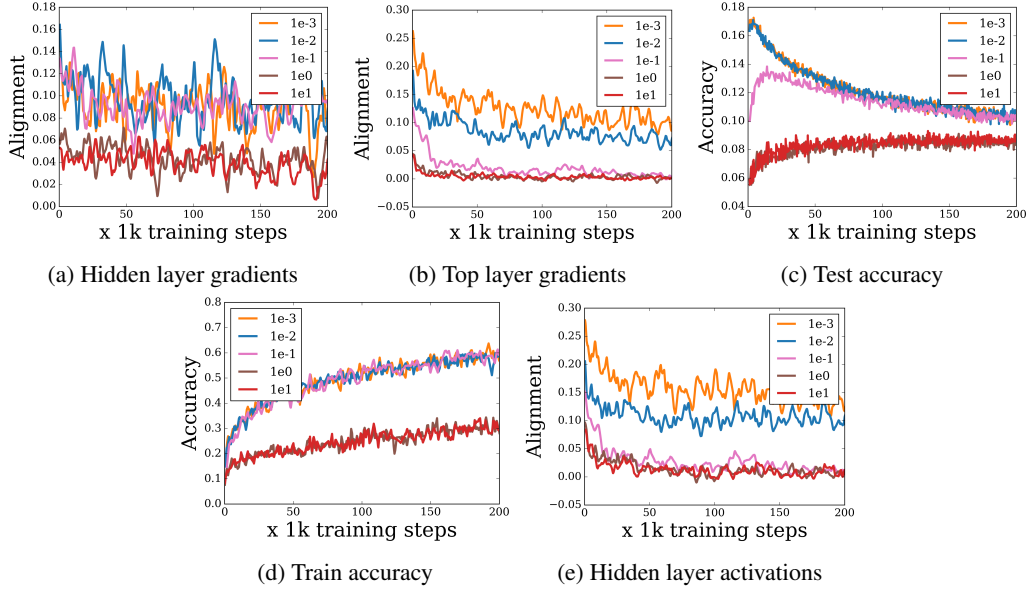 0.18
0.16
0.14
0.12
0.10
0.08
0.06
0.04
0.02
0.00
Alignment
0
50
100
150
200
x 1k training steps
1e-3
1e-2
1e-1
1e0
1e1
(a) Hidden layer gradients
0.30
0.25
0.20
0.15
0.10
0.05
0.00
−0.05
Alignment
0
50
100
150
200
x 1k training steps
1e-3
1e-2
1e-1
1e0
1e1
(b) Top layer gradients
0.18
0.16
0.14
0.12
0.10
0.08
0.06
0.04
Accuracy
0
50
100
150
200
x 1k training steps
1e-3
1e-2
1e-1
1e0
1e1
(c) Test accuracy
0.8
0.7
0.6
0.5
0.4
0.3
0.2
0.1
0.0
Accuracy
0
50
100
150
200
x 1k training steps
1e-3
1e-2
1e-1
1e0
1e1
(d) Train accuracy
0.30
0.25
0.20
0.15
0.10
0.05
0.00
−0.05
Alignment
0
50
100
150
200
x 1k training steps
1e-3
1e-2
1e-1
1e0
1e1
(e) Hidden layer activations